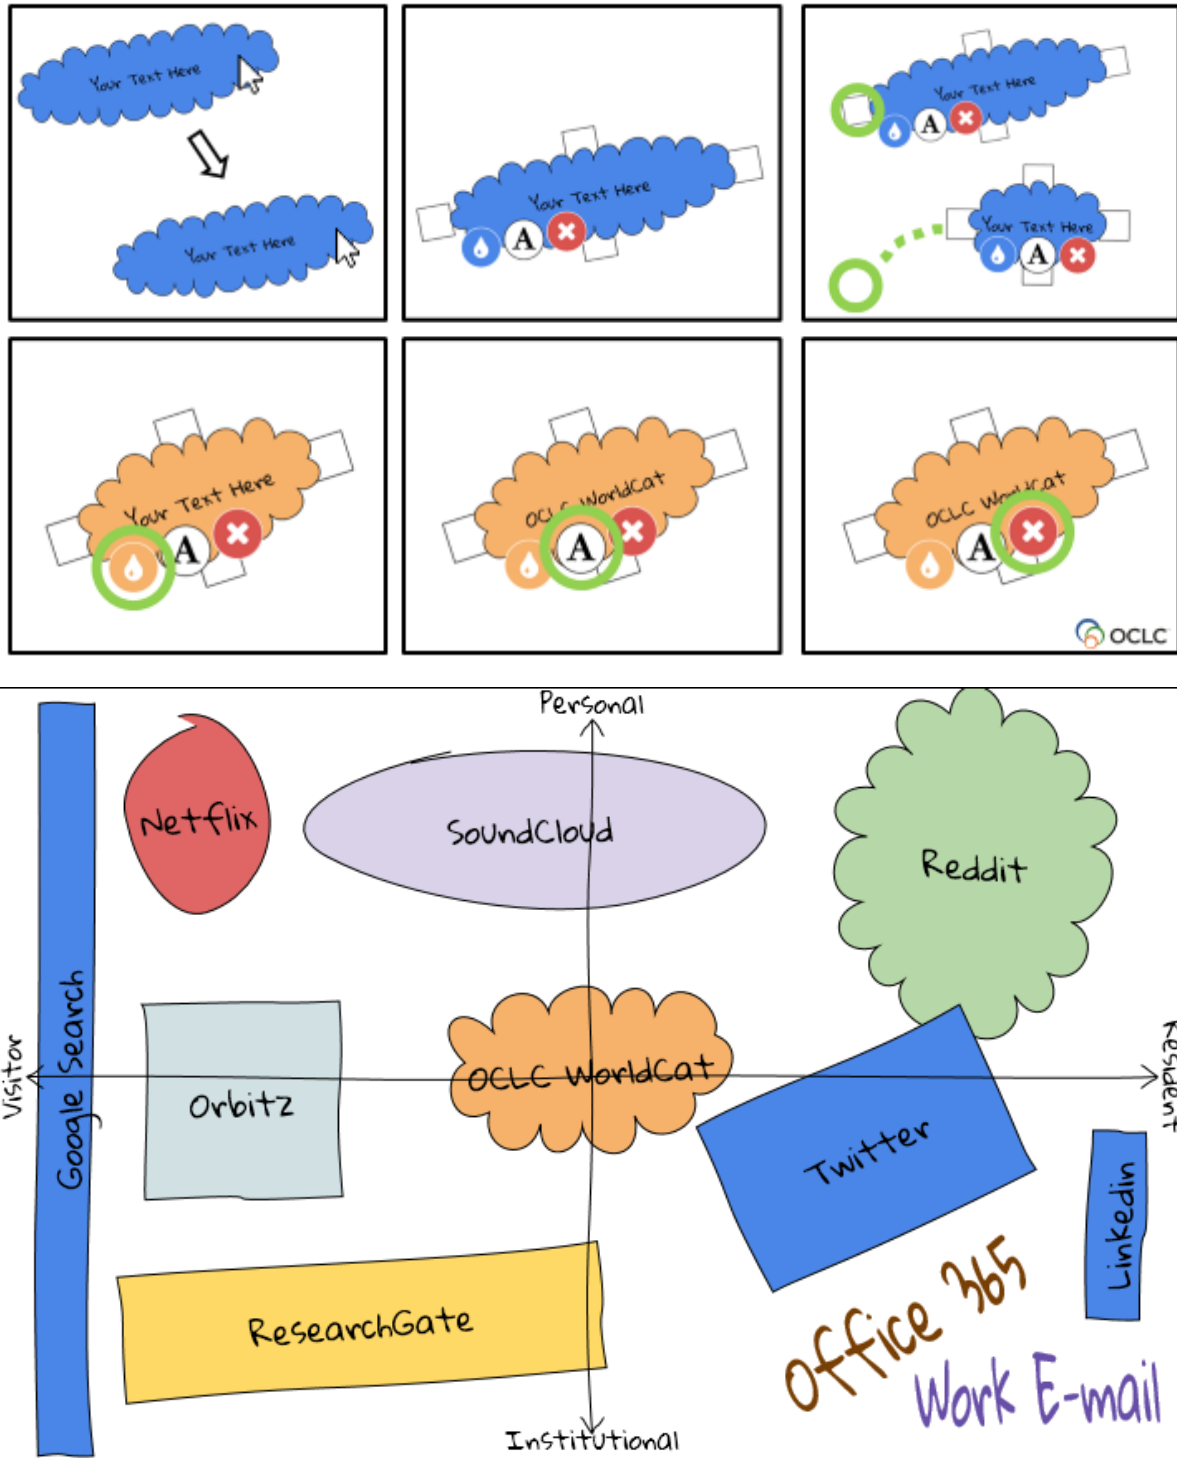 Your Text Here
Your Text Here
Your Text Here
A
Your Text Here
A
Your Text Here
A
Your Text Here
A
OCLC WorldCat
A
OCLC WorldCat
A
OCLC
Personal
Netflix
SoundCloud
Reddit
Google Search
Visitor
Orbitz
OCLC WorldCat
Twitter
Resident
Linkedin
ResearchGate
Office 365
Work E-mail
Institutional